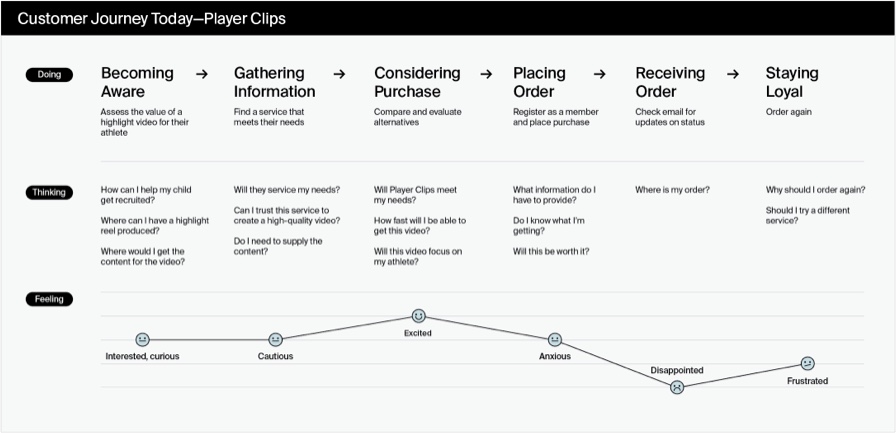 Customer Journey Today—Player Clips
Doing
Becoming
Aware
→
Assess the value of a
highlight video for their
athlete
Gathering
Information
→
Find a service that
meets their needs
Considering
Purchase
→
Compare and evaluate
alternatives
Placing
Order
→
Register as a member
and place purchase
Receiving
Order
→
Check email for
updates on status
Staying
Loyal
Order again
Thinking
How can I help my child
get recruited?
Where can I have a highlight
reel produced?
Where would I get the
content for the video?
Will they service my needs?
Can I trust this service to
create a high-quality video?
Do I need to supply the
content?
Will Player Clips meet
my needs?
How fast will I be able to
get this video?
Will this video focus on
my athlete?
What information do I
have to provide?
Do I know what I'm
getting?
Will this be worth it?
Where is my order?
Why should I order again?
Should I try a different
service?
Feeling
Interested, curious
Cautious
Excited
Anxious
Disappointed
Frustrated